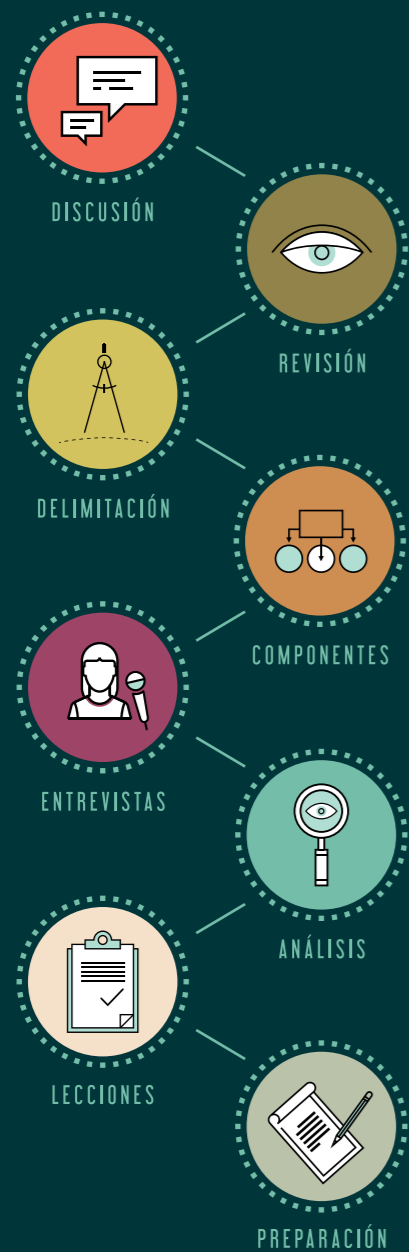 DISCUSIÓN
REVISIÓN
DELIMITACIÓN
COMPONENTES
ENTREVISTAS
ANÁLISIS
LECCIONES
PREPARACIÓN